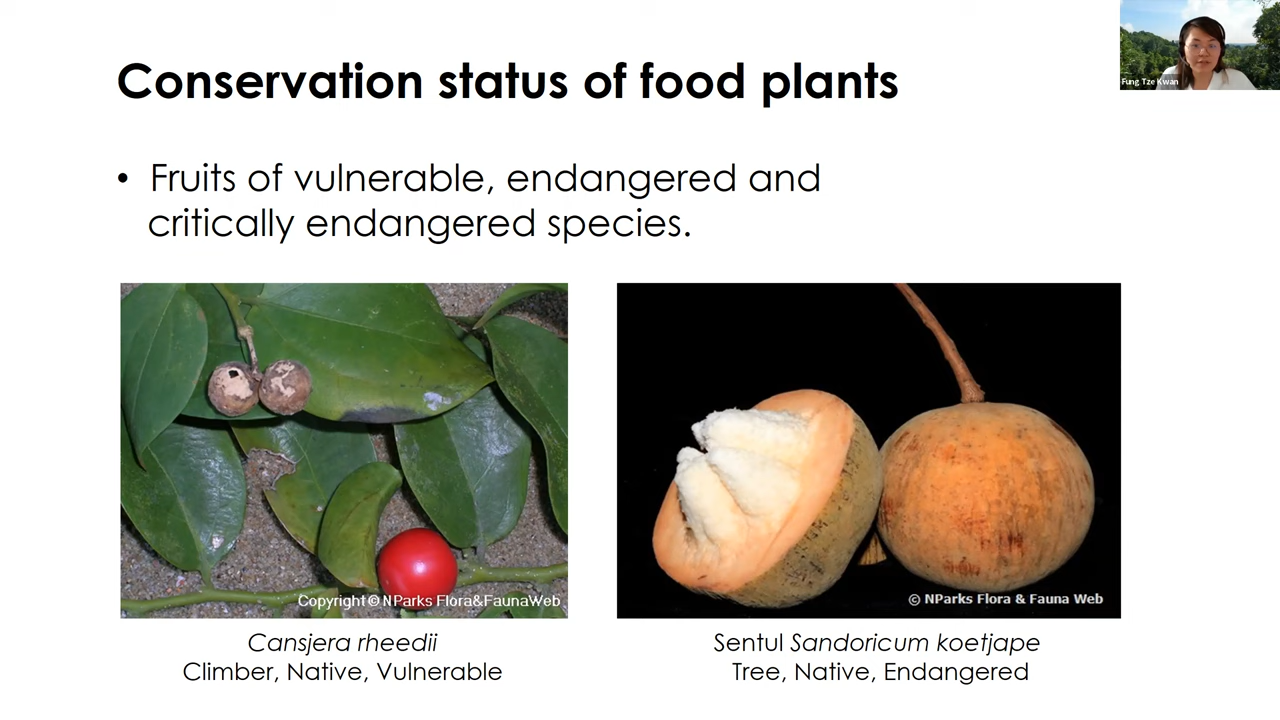 Conservation status of food plants
Fung Tze Kwan
• Fruits of vulnerable, endangered and
critically endangered species.
Copyright © NParks Flora&FaunaWeb
© NParks Flora & Fauna Web
Cansjera rheedii
Climber, Native, Vulnerable
Sentul Sandoricum koetjape
Tree, Native, Endangered